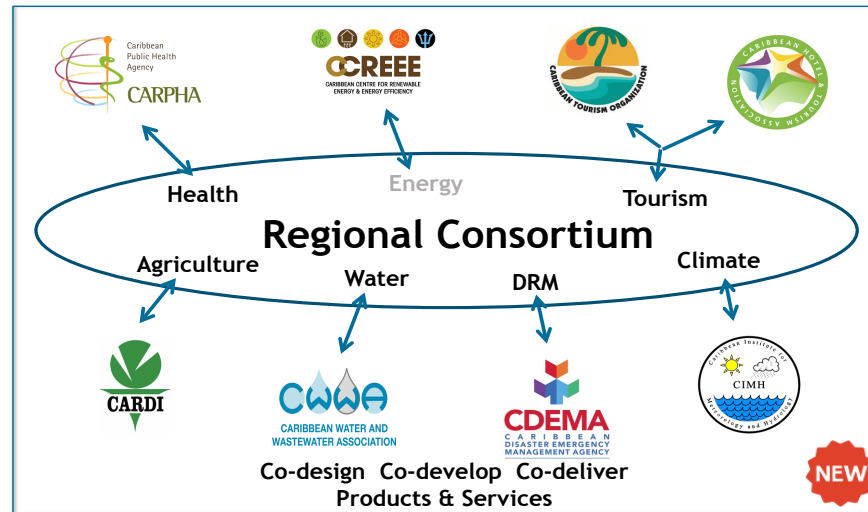 Caribbean
Public Health
Agency
CARPHA
CCREEE
CARIBBEAN CENTRE FOR RENEWABLE
ENERGY & ENERGY EFFICIENCY
CARIBBEAN TOURISM ORGANIZATION
CARIBBEAN HOTEL & TOURISM ASSOCIATION
Health
Energy
Tourism
Regional Consortium
Agriculture
Water
DRM
Climate
CARDI
CWWA
CARIBBEAN WATER AND
WASTEWATER ASSOCIATION
CDEMA
CARIBBEAN
DISASTER EMERGENCY
MANAGEMENT AGENCY
Caribbean Institute for
CIMH
Meteorology and Hydrology
Co-design Co-develop Co-deliver
Products & Services
NEW